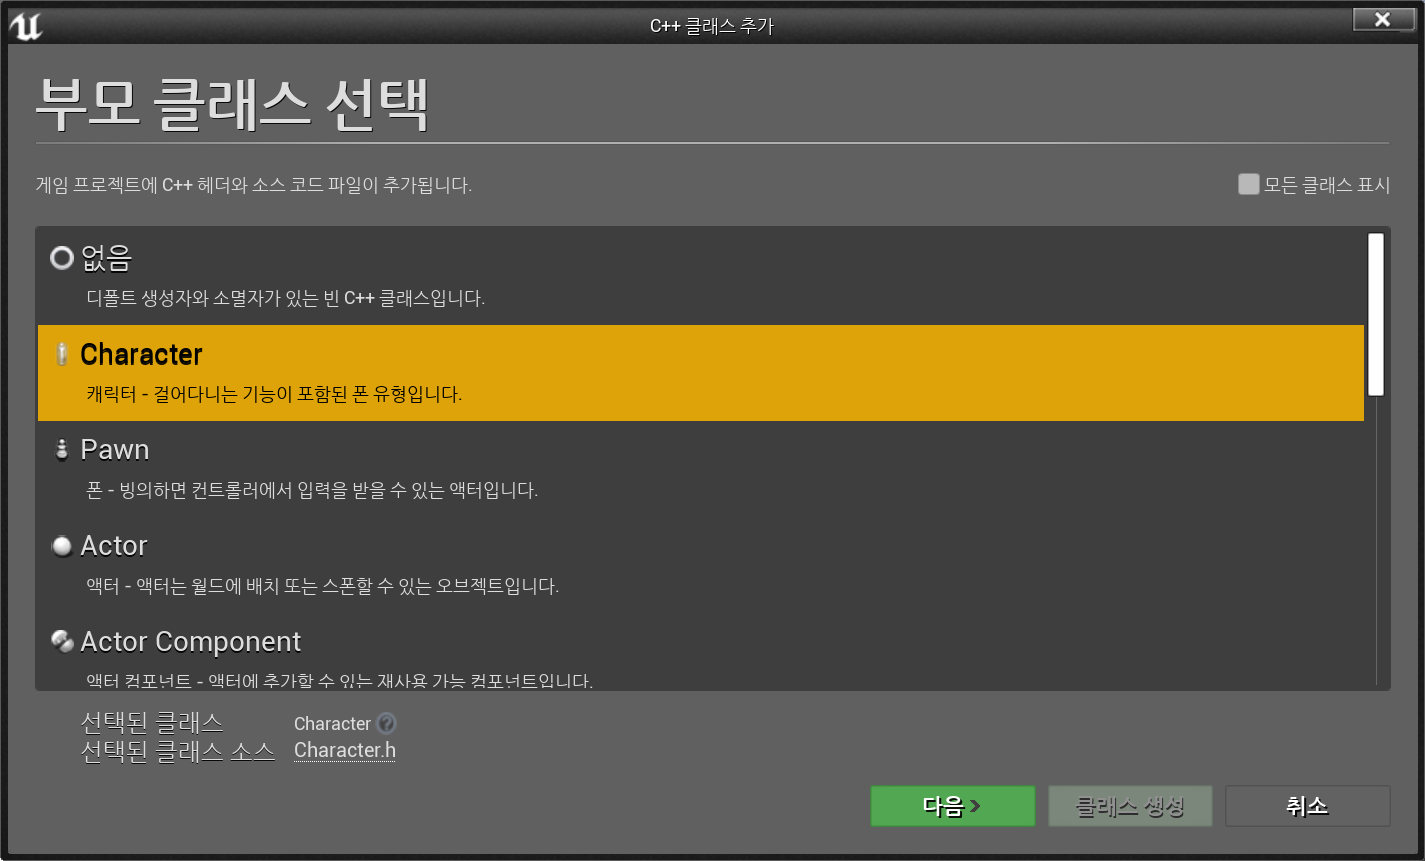 C++ 클래스 추가
부모 클래스 선택
게임 프로젝트에 C++ 헤더와 소스 코드 파일이 추가됩니다.
모든 클래스 표시
없음
디폴트 생성자와 소멸자가 있는 빈 C++ 클래스입니다.
Character
캐릭터 - 걸어다니는 기능이 포함된 폰 유형입니다.
Pawn
폰 - 빙의하면 컨트롤러에서 입력을 받을 수 있는 액터입니다.
Actor
액터 - 액터는 월드에 배치 또는 스폰할 수 있는 오브젝트입니다.
Actor Component
액터 컴포넌트 - 액터에 추가할 수 있는 재사용 가능 컴포넌트입니다.
선택된 클래스 Character ?
선택된 클래스 소스 Character.h
다음 >
클래스 생성
취소